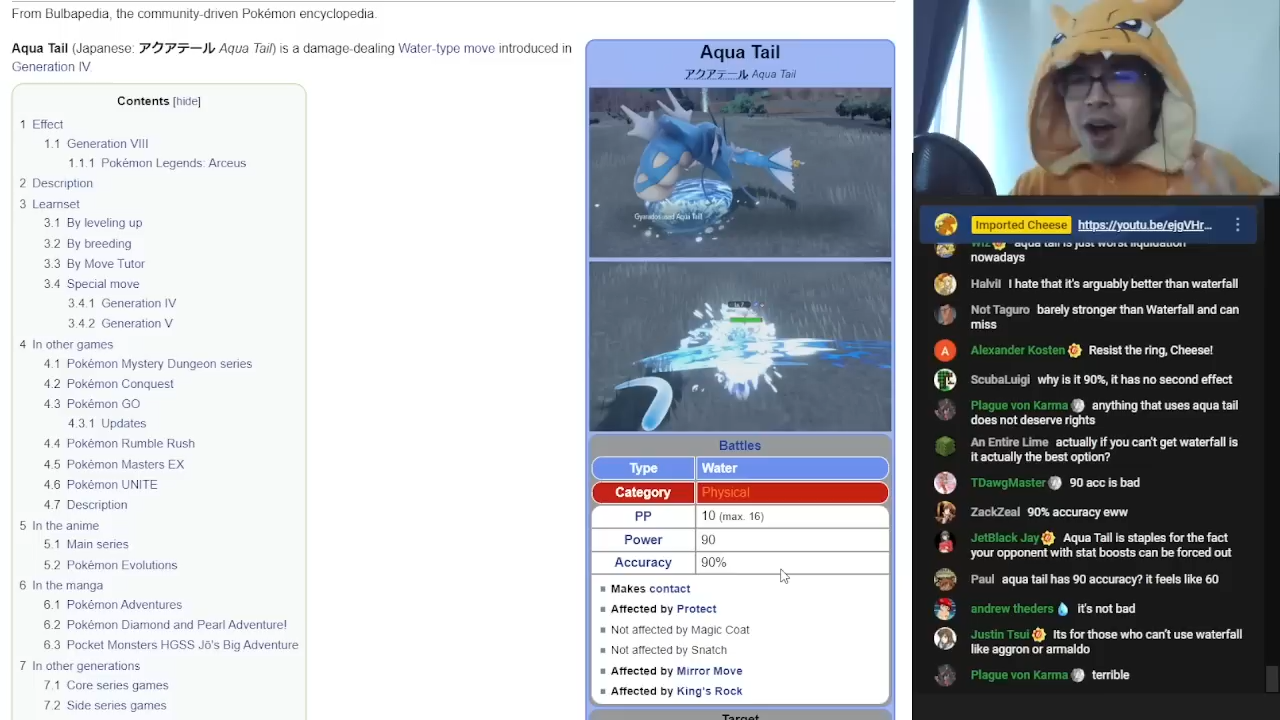 From Bulbapedia, the community-driven Pokémon encyclopedia.
Aqua Tail (Japanese: アクアテール Aqua Tail) is a damage-dealing Water-type move introduced in
Generation IV.
Contents [hide]
1 Effect
1.1 Generation VIII
1.1.1 Pokémon Legends: Arceus
2 Description
3 Learnset
3.1 By leveling up
3.2 By breeding
3.3 By Move Tutor
3.4 Special move
3.4.1 Generation IV
3.4.2 Generation V
4 In other games
4.1 Pokémon Mystery Dungeon series
4.2 Pokémon Conquest
4.3 Pokémon GO
4.3.1 Updates
4.4 Pokémon Rumble Rush
4.5 Pokémon Masters EX
4.6 Pokémon UNITE
4.7 Description
5 In the anime
5.1 Main series
5.2 Pokémon Evolutions
6 In the manga
6.1 Pokémon Adventures
6.2 Pokémon Diamond and Pearl Adventure!
6.3 Pocket Monsters HGSS Jō's Big Adventure
7 In other generations
7.1 Core series games
7.2 Side series games
Aqua Tail
アクアテール Aqua Tail
Gyarados used Aqua Tail!
Battles
Type Water
Category Physical
PP 10 (max. 16)
Power 90
Accuracy 90%
Makes contact
Affected by Protect
Not affected by Magic Coat
Not affected by Snatch
Affected by Mirror Move
Affected by King's Rock
Target
Imported Cheese https://youtu.be/ejgVHr...
Wiz aqua tail is just worst liquidation
nowadays
Halvil I hate that it's arguably better than waterfall
Not Taguro barely stronger than Waterfall and can
miss
A Alexander Kosten Resist the ring, Cheese!
ScubaLuigi why is it 90%, it has no second effect
Plague von Karma anything that uses aqua tail
does not deserve rights
An Entire Lime actually if you can't get waterfall is
it actually the best option?
TDawgMaster 90 acc is bad
ZackZeal 90% accuracy eww
JetBlack Jay Aqua Tail is staples for the fact
your opponent with stat boosts can be forced out
Paul aqua tail has 90 accuracy? it feels like 60
andrew theders it's not bad
Justin Tsui Its for those who can't use waterfall
like aggron or armaldo
Plague von Karma terrible